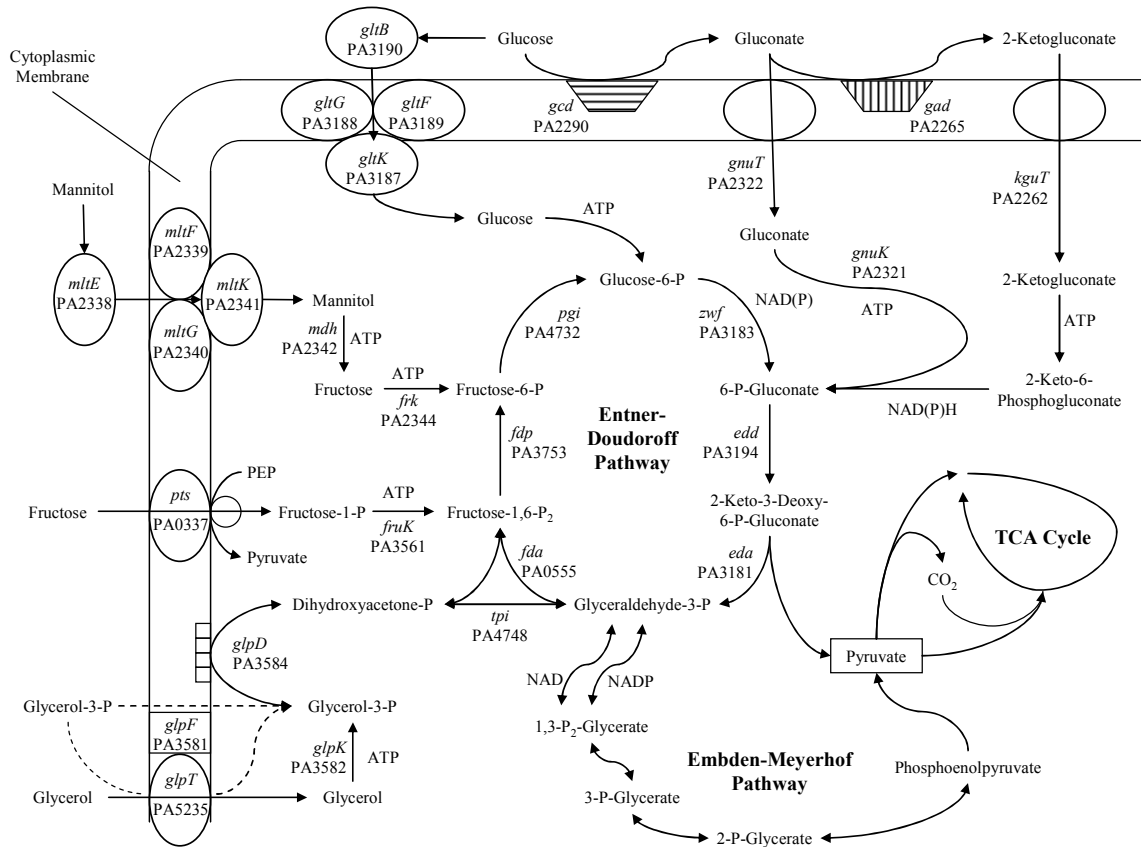 gltB
PA3190
Glucose
Gluconate
2-Ketogluconate
Cytoplasmic
Membrane
gltG
PA3188
gltF
PA3189
gcd
PA2290
gad
PA2265
gltK
PA3187
gnuT
PA2322
kguT
PA2262
Mannitol
Glucose
ATP
mltF
PA2339
Gluconate
gnuK
PA2321
mltE
PA2338
mltK
PA2341
Mannitol
Glucose-6-P
2-Ketogluconate
NAD(P)
ATP
mltG
PA2340
mdh
PA2342
ATP
pgi
PA4732
zwf
PA3183
ATP
Fructose
ATP
frk
PA2344
Fructose-6-P
6-P-Gluconate
NAD(P)H
2-Keto-6-
Phosphogluconate
Entner-
Doudoroff
Pathway
fdp
PA3753
edd
PA3194
pts
PA0337
PEP
Fructose
Fructose-1-P
ATP
fruK
PA3561
Fructose-1,6-P2
2-Keto-3-Deoxy-
6-P-Gluconate
Pyruvate
fda
PA0555
eda
PA3181
TCA Cycle
CO2
Dihydroxyacetone-P
tpi
PA4748
Glyceraldehyde-3-P
glpD
PA3584
Pyruvate
NAD
NADP
Glycerol-3-P
Glycerol-3-P
glpF
PA3581
1,3-P2-Glycerate
glpK
PA3582
ATP
Embden-Meyerhof
Pathway
Phosphoenolpyruvate
glpT
PA5235
Glycerol
Glycerol
3-P-Glycerate
2-P-Glycerate